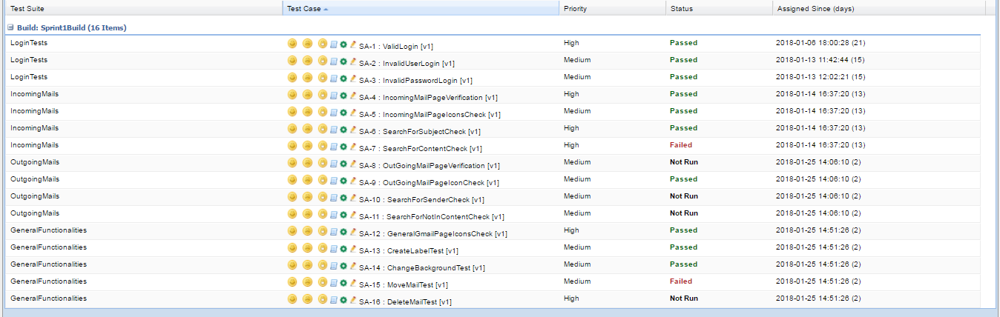 Test Suite Test Case Priority Status Assigned Since (days)
Build: Sprint1Build (16 Items)
LoginTests SA-1 : ValidLogin [v1] High Passed 2018-01-06 18:00:28 (21)
LoginTests SA-2 : InvalidUserLogin [v1] Medium Passed 2018-01-13 11:42:44 (15)
LoginTests SA-3 : InvalidPasswordLogin [v1] Medium Passed 2018-01-13 12:02:21 (15)
IncomingMails SA-4 : IncomingMailPageVerification [v1] High Passed 2018-01-14 16:37:20 (13)
IncomingMails SA-5 : IncomingMailPageIconsCheck [v1] Medium Passed 2018-01-14 16:37:20 (13)
IncomingMails SA-6 : SearchForSubjectCheck [v1] High Passed 2018-01-14 16:37:20 (13)
IncomingMails SA-7 : SearchForContentCheck [v1] High Failed 2018-01-14 16:37:20 (13)
OutgoingMails SA-8 : OutGoingMailPageVerification [v1] Medium Not Run 2018-01-25 14:06:10 (2)
OutgoingMails SA-9 : OutGoingMailPageIconCheck [v1] Medium Passed 2018-01-25 14:06:10 (2)
OutgoingMails SA-10 : SearchForSenderCheck [v1] Medium Not Run 2018-01-25 14:06:10 (2)
OutgoingMails SA-11 : SearchForNotInContentCheck [v1] Medium Not Run 2018-01-25 14:06:10 (2)
GeneralFunctionalities SA-12 : GeneralGmailPageIconsCheck [v1] High Passed 2018-01-25 14:51:26 (2)
GeneralFunctionalities SA-13 : CreateLabelTest [v1] Medium Passed 2018-01-25 14:51:26 (2)
GeneralFunctionalities SA-14 : ChangeBackgroundTest [v1] Medium Passed 2018-01-25 14:51:26 (2)
GeneralFunctionalities SA-15 : MoveMailTest [v1] Medium Failed 2018-01-25 14:51:26 (2)
GeneralFunctionalities SA-16 : DeleteMailTest [v1] High Not Run 2018-01-25 14:51:26 (2)